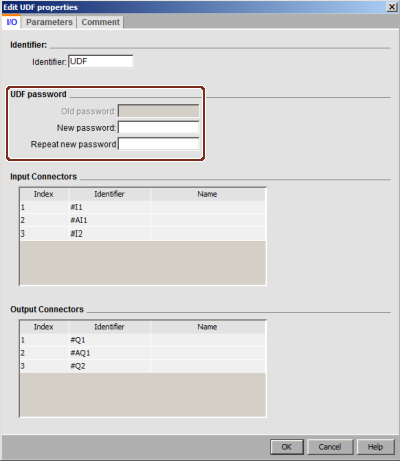 Edit UDF properties
I/O Parameters Comment
Identifier:
Identifier: UDF
UDF password
Old password:
New password:
Repeat new password
Input Connectors
Index Identifier Name
1 #I1
2 #AI1
3 #I2
Output Connectors
Index Identifier Name
1 #Q1
2 #AQ1
3 #Q2
OK Cancel Help